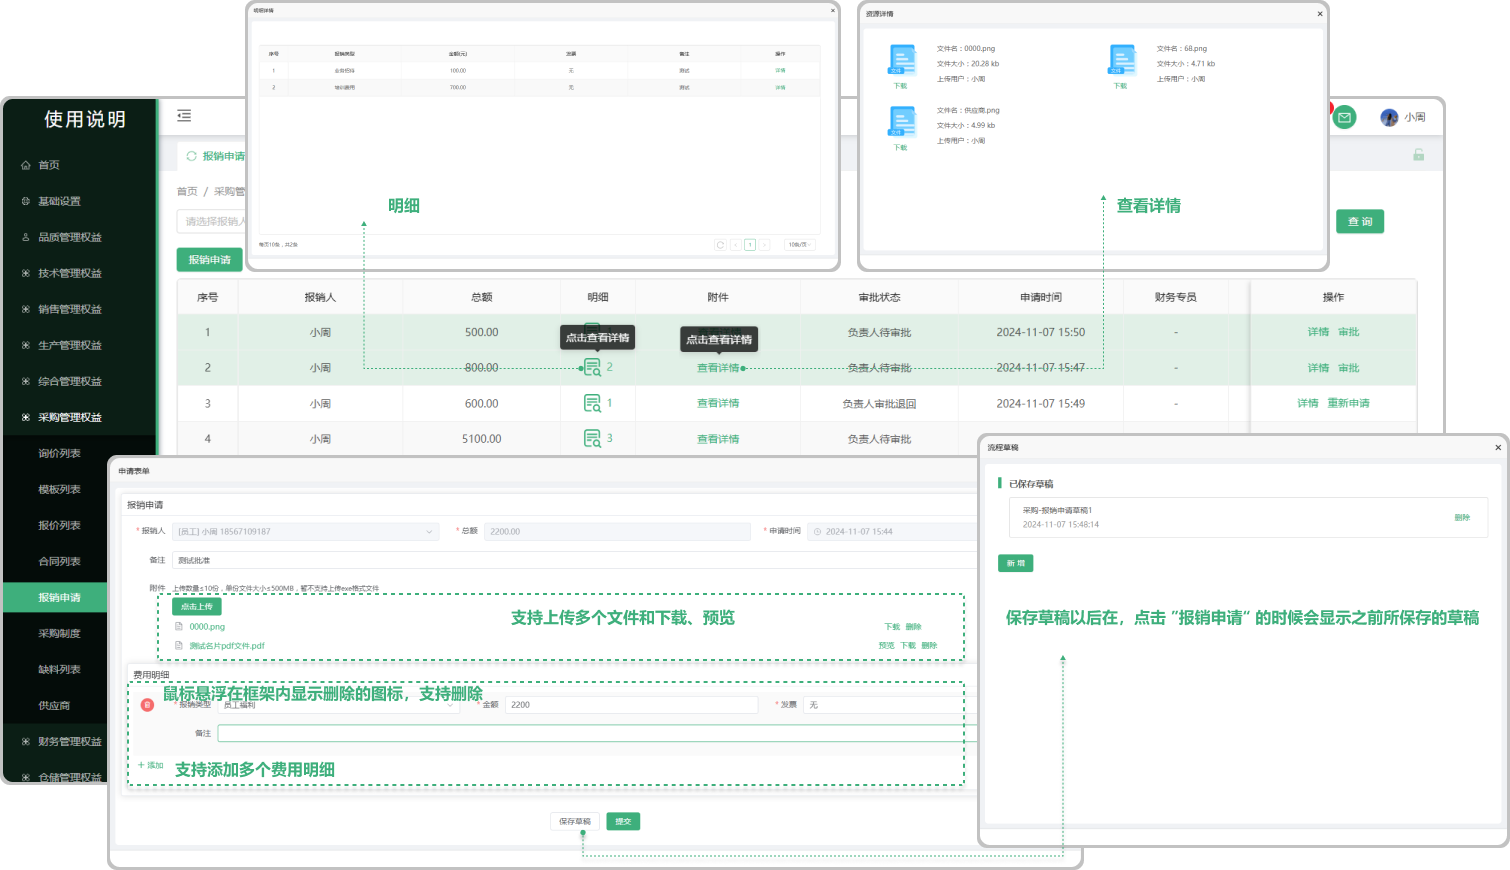 使用说明
首页
基础设置
品质管理权益
技术管理权益
销售管理权益
生产管理权益
综合管理权益
采购管理权益
询价列表
模板列表
报价列表
合同列表
报销申请
采购制度
缺料列表
供应商
财务管理权益
仓储管理权益
报销申请
首页 / 采购管
请选择报销人
报销申请
小周
查 询
明细详情 ×
序号 报销类型 金额(元) 发票 备注 操作
1 业务招待 100.00 无 测试 详情
2 培训费用 700.00 无 测试 详情
明细
每页10条，共2条 1 10条/页
资源详情 ×
文件名：0000.png
文件大小：20.28 kb
上传用户：小周
文件
下载
文件名：68.png
文件大小：4.71 kb
上传用户：小周
文件
下载
文件名：供应商.png
文件大小：4.99 kb
上传用户：小周
文件
下载
查看详情
序号 报销人 总额 明细 附件 审批状态 申请时间 财务专员 操作
1 小周 500.00 负责人待审批 2024-11-07 15:50 - 详情 审批
点击查看详情 点击查看详情
2 小周 800.00 2 查看详情 负责人待审批 2024-11-07 15:47 - 详情 审批
3 小周 600.00 1 查看详情 负责人审批退回 2024-11-07 15:49 - 详情 重新申请
4 小周 5100.00 3 查看详情 负责人待审批
申请表单
报销申请
* 报销人 [员工] 小周 18567109187 * 总额 2200.00 * 申请时间 2024-11-07 15:44
备注 测试批准
附件 上传数量≤10份，单份文件大小≤500MB，暂不支持上传exe格式文件
点击上传
支持上传多个文件和下载、预览
0000.png 下载 删除
测试名片pdf文件.pdf 预览 下载 删除
费用明细
鼠标悬浮在框架内显示删除的图标，支持删除
* 报销类型 员工福利 * 金额 2200 * 发票 无
备注
+ 添加 支持添加多个费用明细
保存草稿 提交
流程草稿 ×
已保存草稿
采购-报销申请草稿1
2024-11-07 15:48:14
删除
新 增
保存草稿以后在，点击 ”报销申请“ 的时候会显示之前所保存的草稿